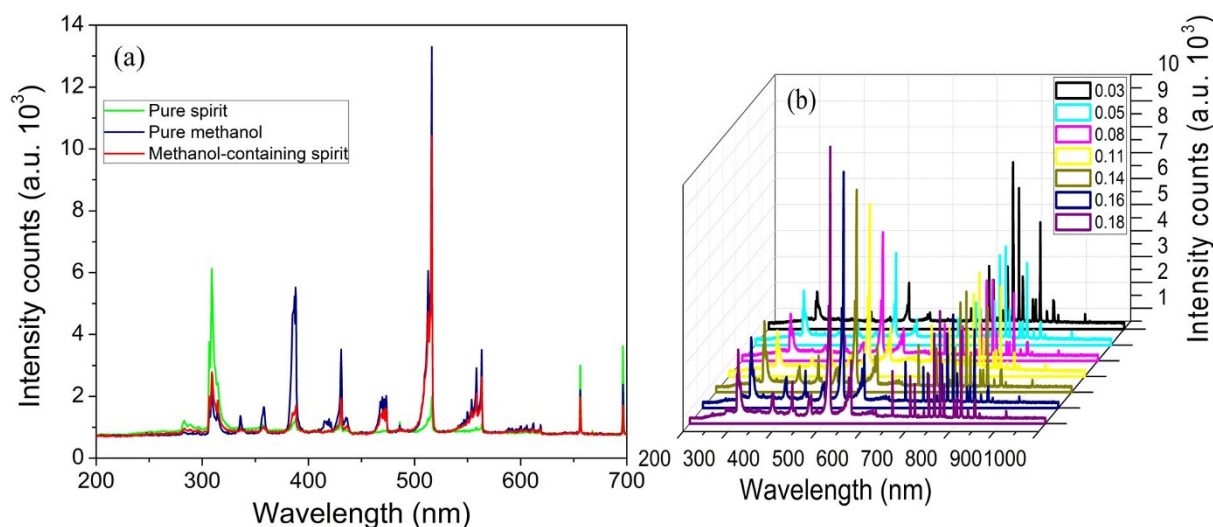 (a)
14
12
10
8
6
4
2
0
Intensity counts (a.u. 10³)
Pure spirit
Pure methanol
Methanol-containing spirit
200 300 400 500 600 700
Wavelength (nm)
(b)
10
9
8
7
6
5
4
3
2
1
Intensity counts (a.u. 10³)
0.03
0.05
0.08
0.11
0.14
0.16
0.18
200 300 400 500 600 700 800 900 1000
Wavelength (nm)